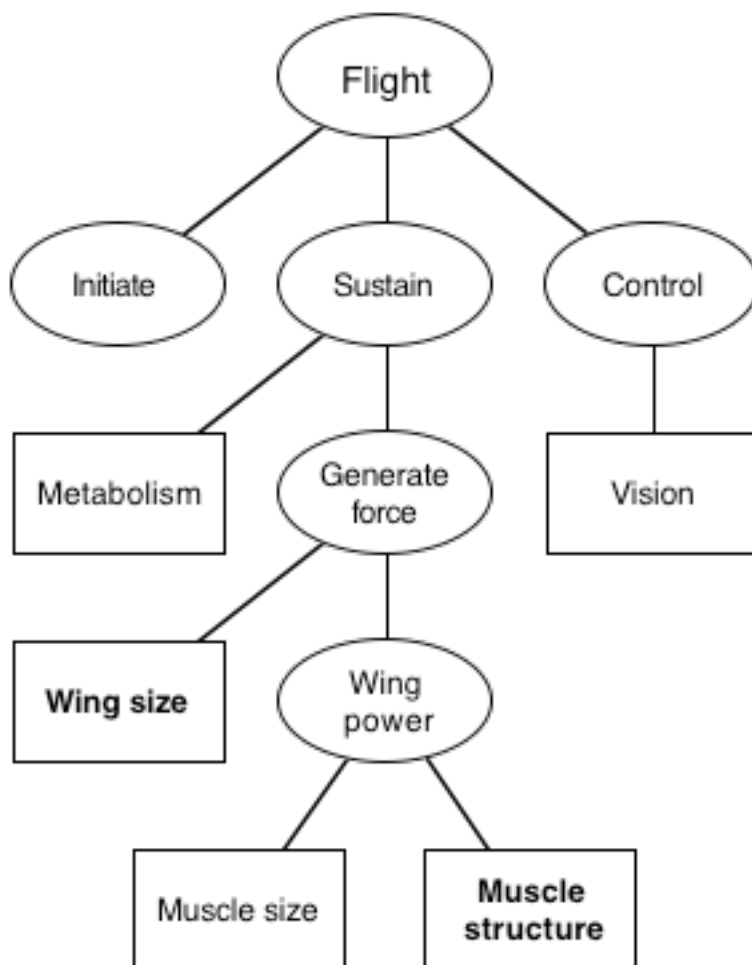 Flight
Initiate
Sustain
Control
Metabolism
Generate
force
Vision
Wing size
Wing
power
Muscle size
Muscle
structure